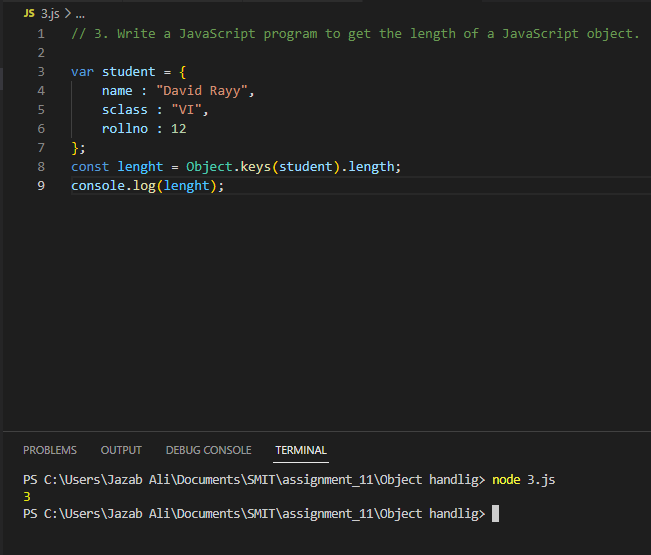 JS 3.js > ...
1 // 3. Write a JavaScript program to get the length of a JavaScript object.
2
3 var student = {
4     name : "David Rayy",
5     sclass : "VI",
6     rollno : 12
7 };
8 const lenght = Object.keys(student).length;
9 console.log(lenght);
PROBLEMS OUTPUT DEBUG CONSOLE TERMINAL
PS C:\Users\Jazab Ali\Documents\SMIT\assignment_11\Object handlig> node 3.js
3
PS C:\Users\Jazab Ali\Documents\SMIT\assignment_11\Object handlig>